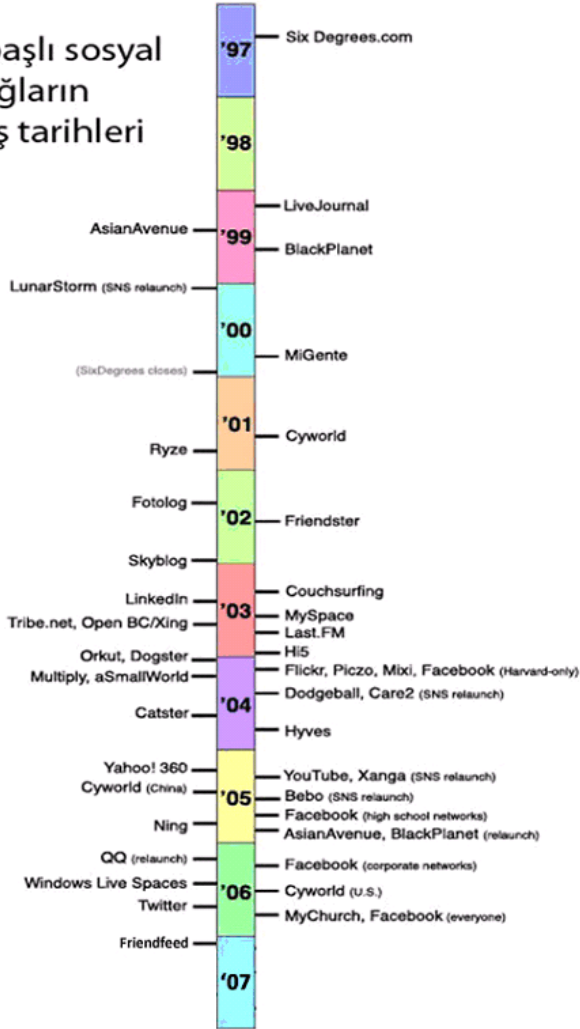 aşlı sosyal
ğların
ş tarihleri
'97
Six Degrees.com
'98
LiveJournal
AsianAvenue
'99
BlackPlanet
LunarStorm (SNS relaunch)
'00
MiGente
(SixDegrees closes)
'01
Cyworld
Ryze
Fotolog
'02
Friendster
Skyblog
Couchsurfing
LinkedIn
'03
MySpace
Tribe.net, Open BC/Xing
Last.FM
Hi5
Orkut, Dogster
Flickr, Piczo, Mixi, Facebook (Harvard-only)
Multiply, aSmallWorld
Dodgeball, Care2 (SNS relaunch)
'04
Catster
Hyves
Yahoo! 360
YouTube, Xanga (SNS relaunch)
Cyworld (China)
'05
Bebo (SNS relaunch)
Facebook (high school networks)
Ning
AsianAvenue, BlackPlanet (relaunch)
QQ (relaunch)
Facebook (corporate networks)
Windows Live Spaces
'06
Cyworld (U.S.)
Twitter
MyChurch, Facebook (everyone)
Friendfeed
'07